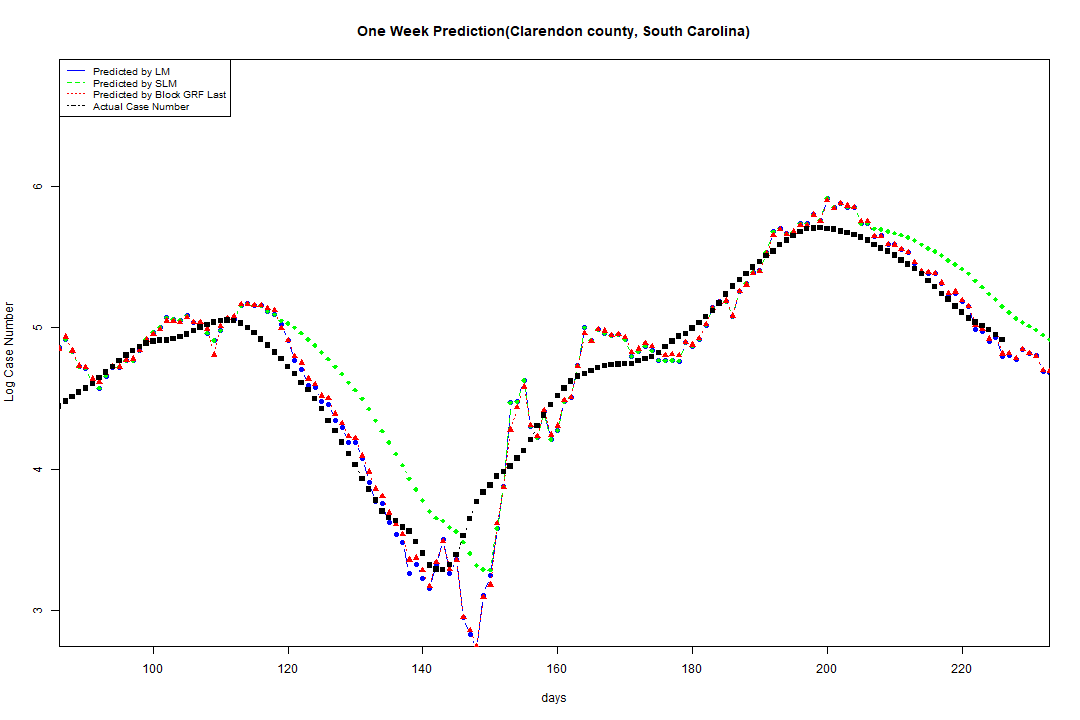 One Week Prediction(Clarendon county, South Carolina)
Predicted by LM
Predicted by SLM
Predicted by Block GRF Last
Actual Case Number
6
5
4
3
Log Case Number
100 120 140 160 180 200 220
days